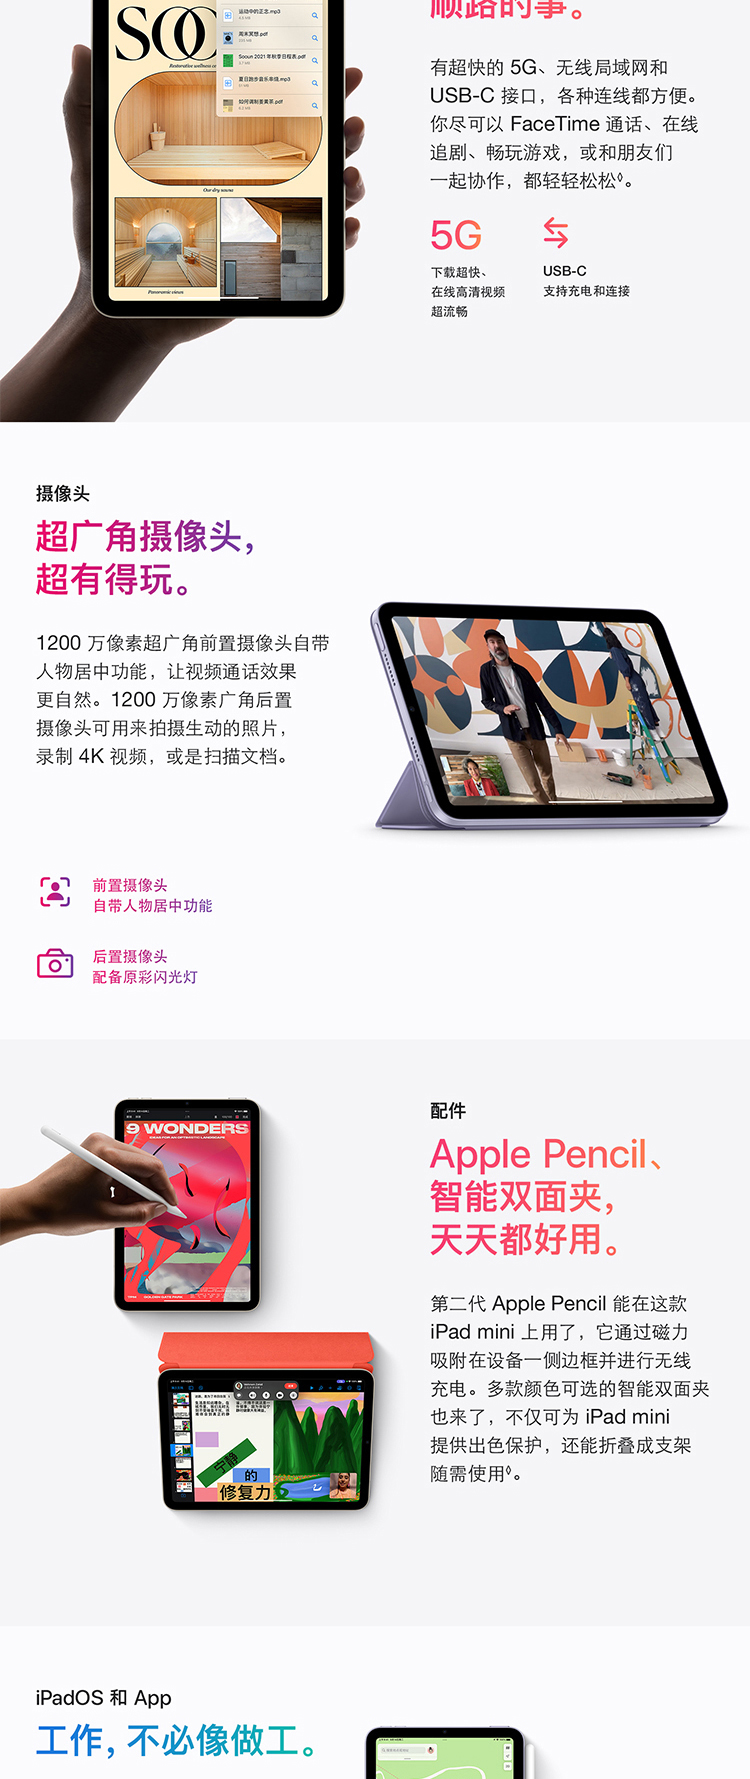 顺路的事。
有超快的 5G、无线局域网和
USB-C 接口，各种连线都方便。
你尽可以 FaceTime 通话、在线
追剧、畅玩游戏，或和朋友们
一起协作，都轻轻松松◊。
5G
下载超快、
在线高清视频
超流畅
USB-C
支持充电和连接
SOO
Restorative wellness
运动中的正念.mp3
周末冥想.pdf
Sooun 2021 年秋季日程表.pdf
夏日跑步音乐串烧.mp3
如何调制姜黄茶.pdf
Our dry sauna
Panoramic views
摄像头
超广角摄像头，
超有得玩。
1200 万像素超广角前置摄像头自带
人物居中功能，让视频通话效果
更自然。1200 万像素广角后置
摄像头可用来拍摄生动的照片，
录制 4K 视频，或是扫描文档。
前置摄像头
自带人物居中功能
后置摄像头
配备原彩闪光灯
9 WONDERS
IDEAS FOR AN OPTIMISTIC LANDSCAPE
7PM GOLDEN GATE PARK
宁静
的
修复力
配件
Apple Pencil、
智能双面夹，
天天都好用。
第二代 Apple Pencil 能在这款
iPad mini 上用了，它通过磁力
吸附在设备一侧边框并进行无线
充电。多款颜色可选的智能双面夹
也来了，不仅可为 iPad mini
提供出色保护，还能折叠成支架
随需使用◊。
iPadOS 和 App
工作，不必像做工。